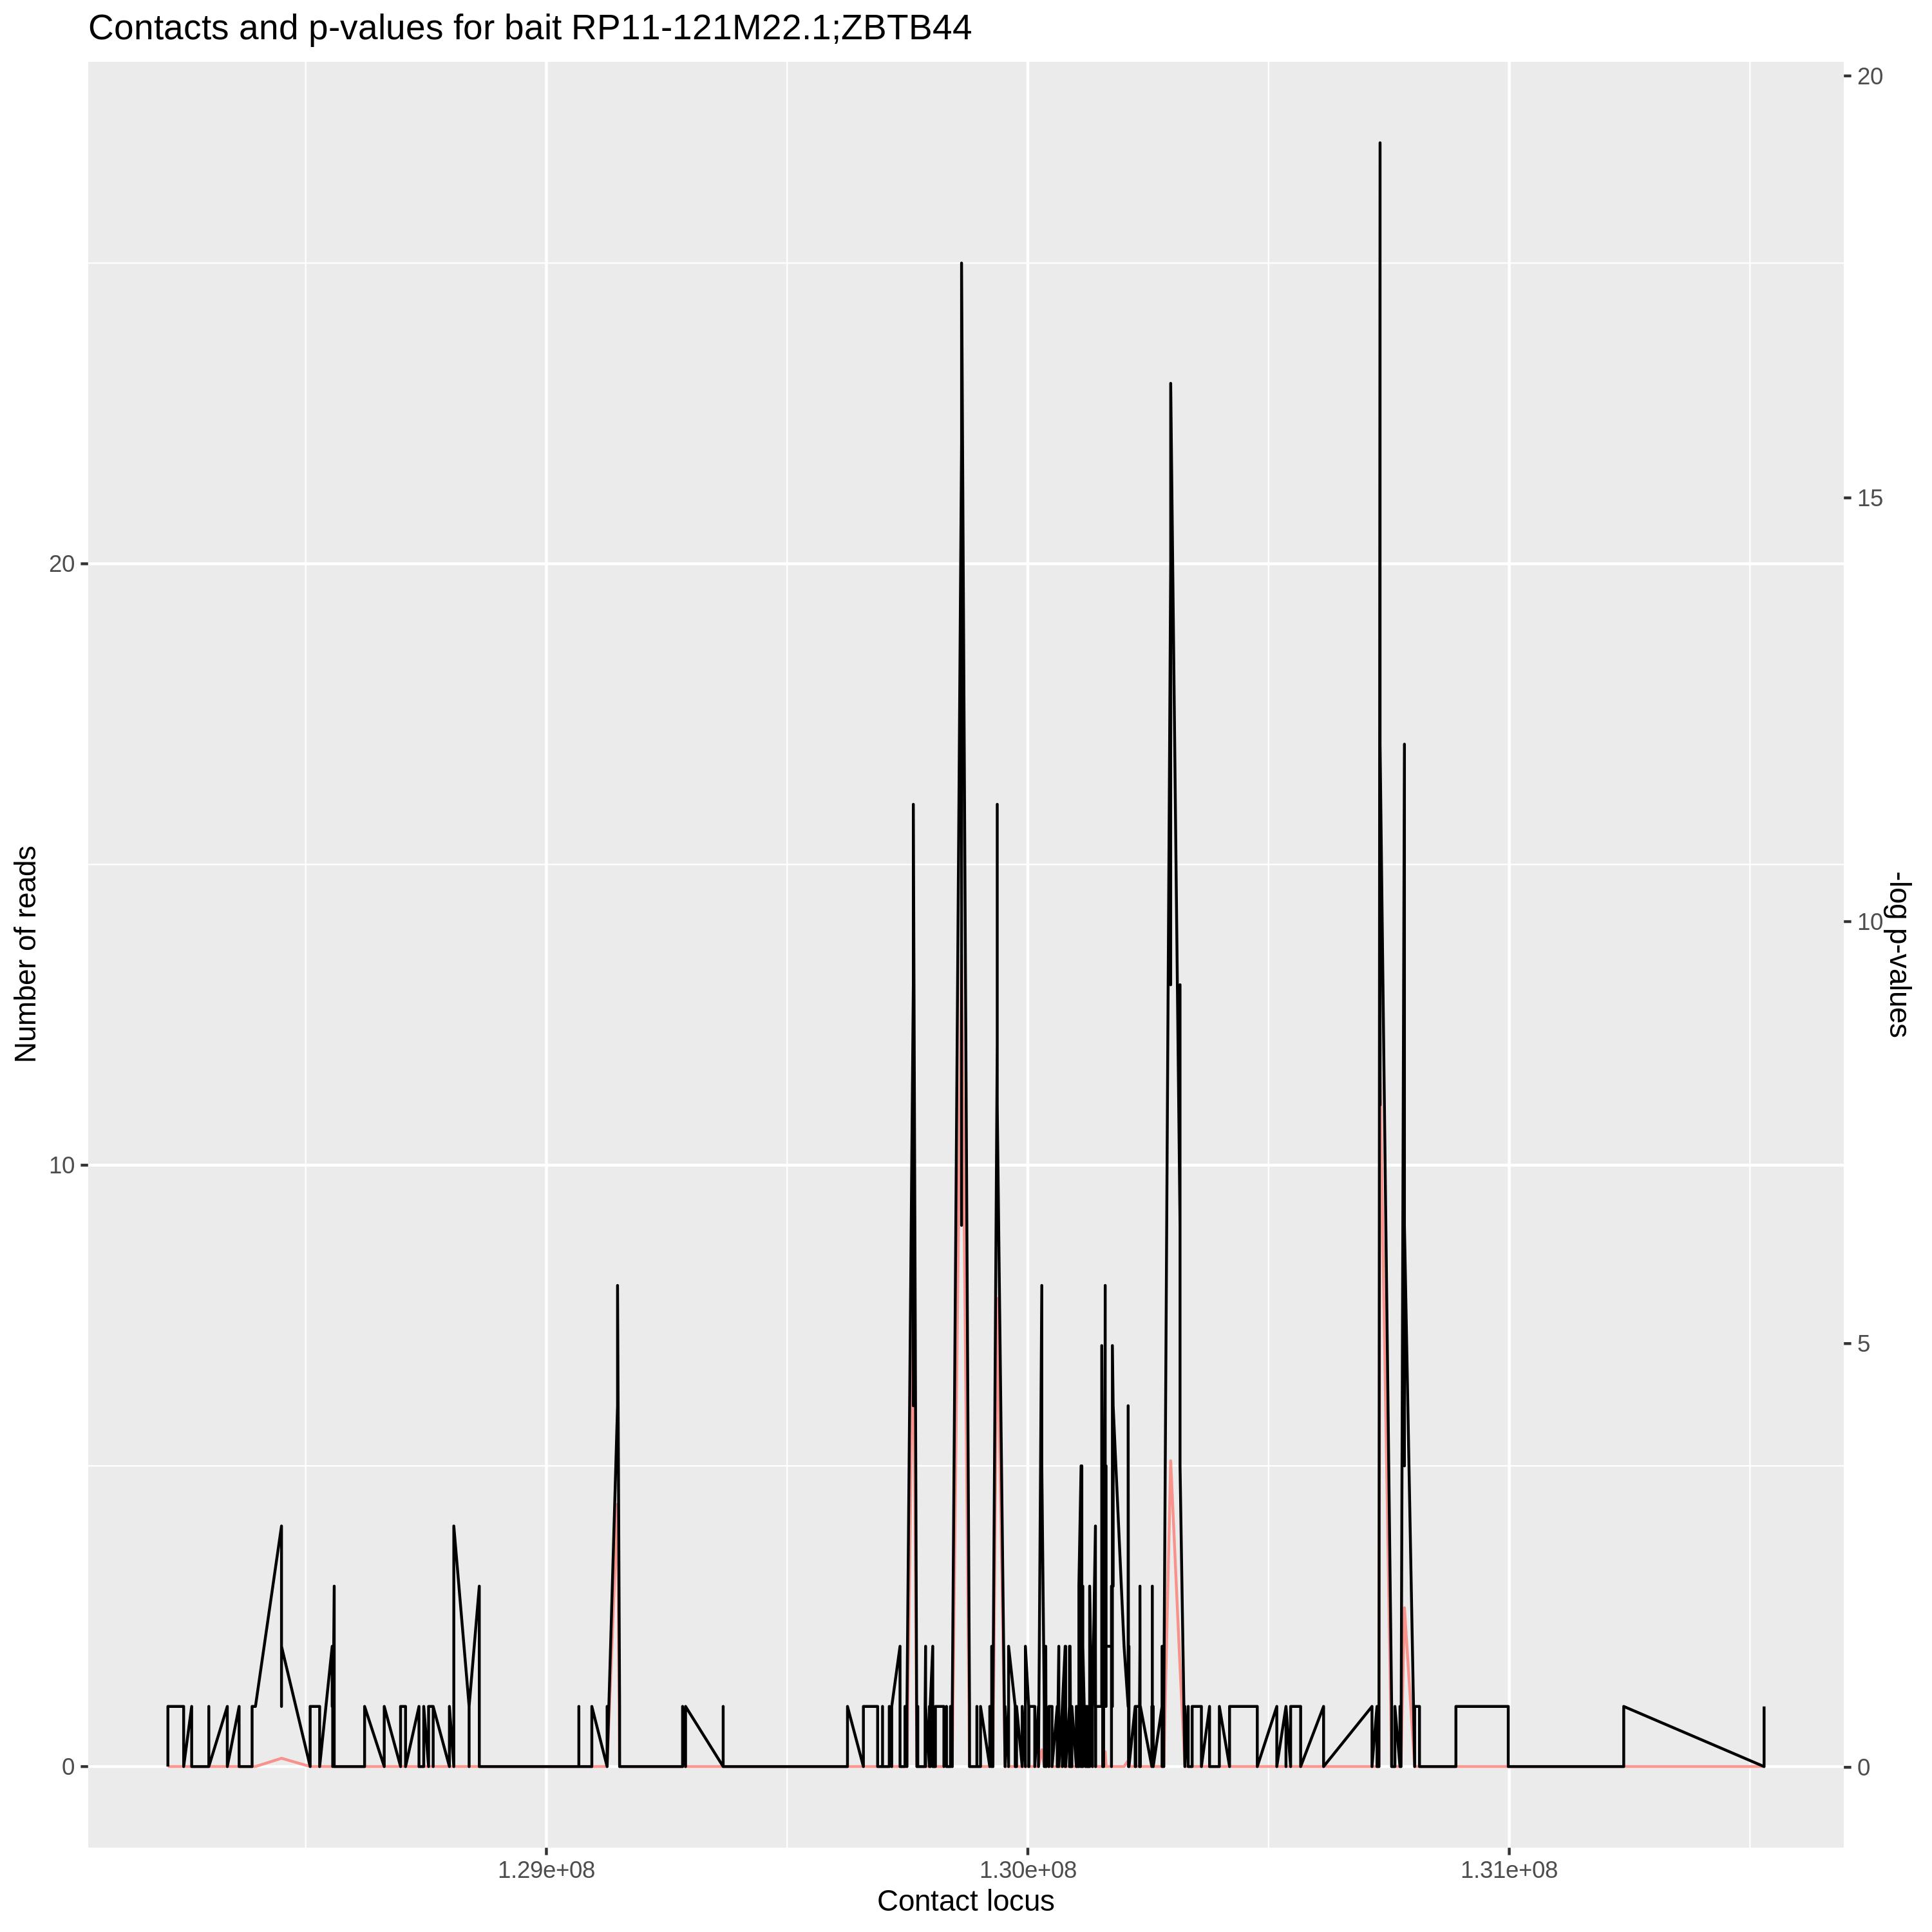 Contacts and p-values for bait RP11-121M22.1;ZBTB44
Number of reads
20
10
0
20
15
10
5
0
-log p-values
1.29e+08
1.30e+08
1.31e+08
Contact locus